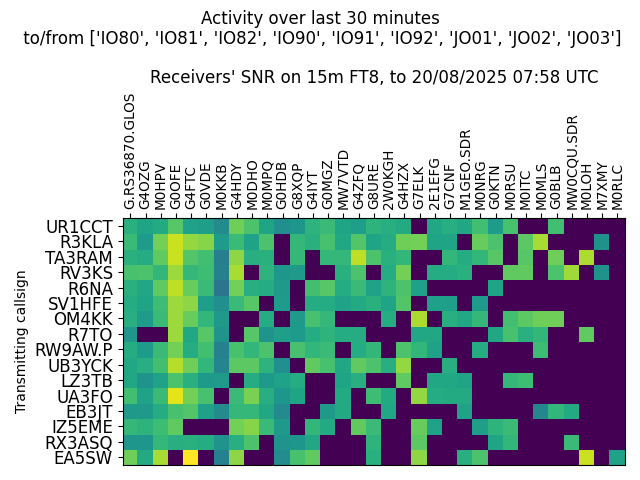 Activity over last 30 minutes
to/from ['IO80', 'IO81', 'IO82', 'IO90', 'IO91', 'IO92', 'JO01', 'JO02', 'JO03']
Receivers' SNR on 15m FT8, to 20/08/2025 07:58 UTC
G.RS36870.GLOS
G4OZG
M0HPV
G0OFE
G4FTC
G0VDE
M0KKB
G4HDY
M0DHO
M0MPQ
G0HDB
G8XQP
G4IYT
G0MGZ
MW7VTD
G4ZFQ
G8URE
2W0KGH
G4HZX
G7ELK
2E1EFG
G7CNF
M1GEO.SDR
M0NRG
G0KTN
M0RSU
M0ITC
M0MLS
G0BLB
MW0CQU.SDR
M0LOH
M7XMY
M0RLC
Transmitting callsign
UR1CCT
R3KLA
TA3RAM
RV3KS
R6NA
SV1HFE
OM4KK
R7TO
RW9AW.P
UB3YCK
LZ3TB
UA3FO
EB3JT
IZ5EME
RX3ASQ
EA5SW